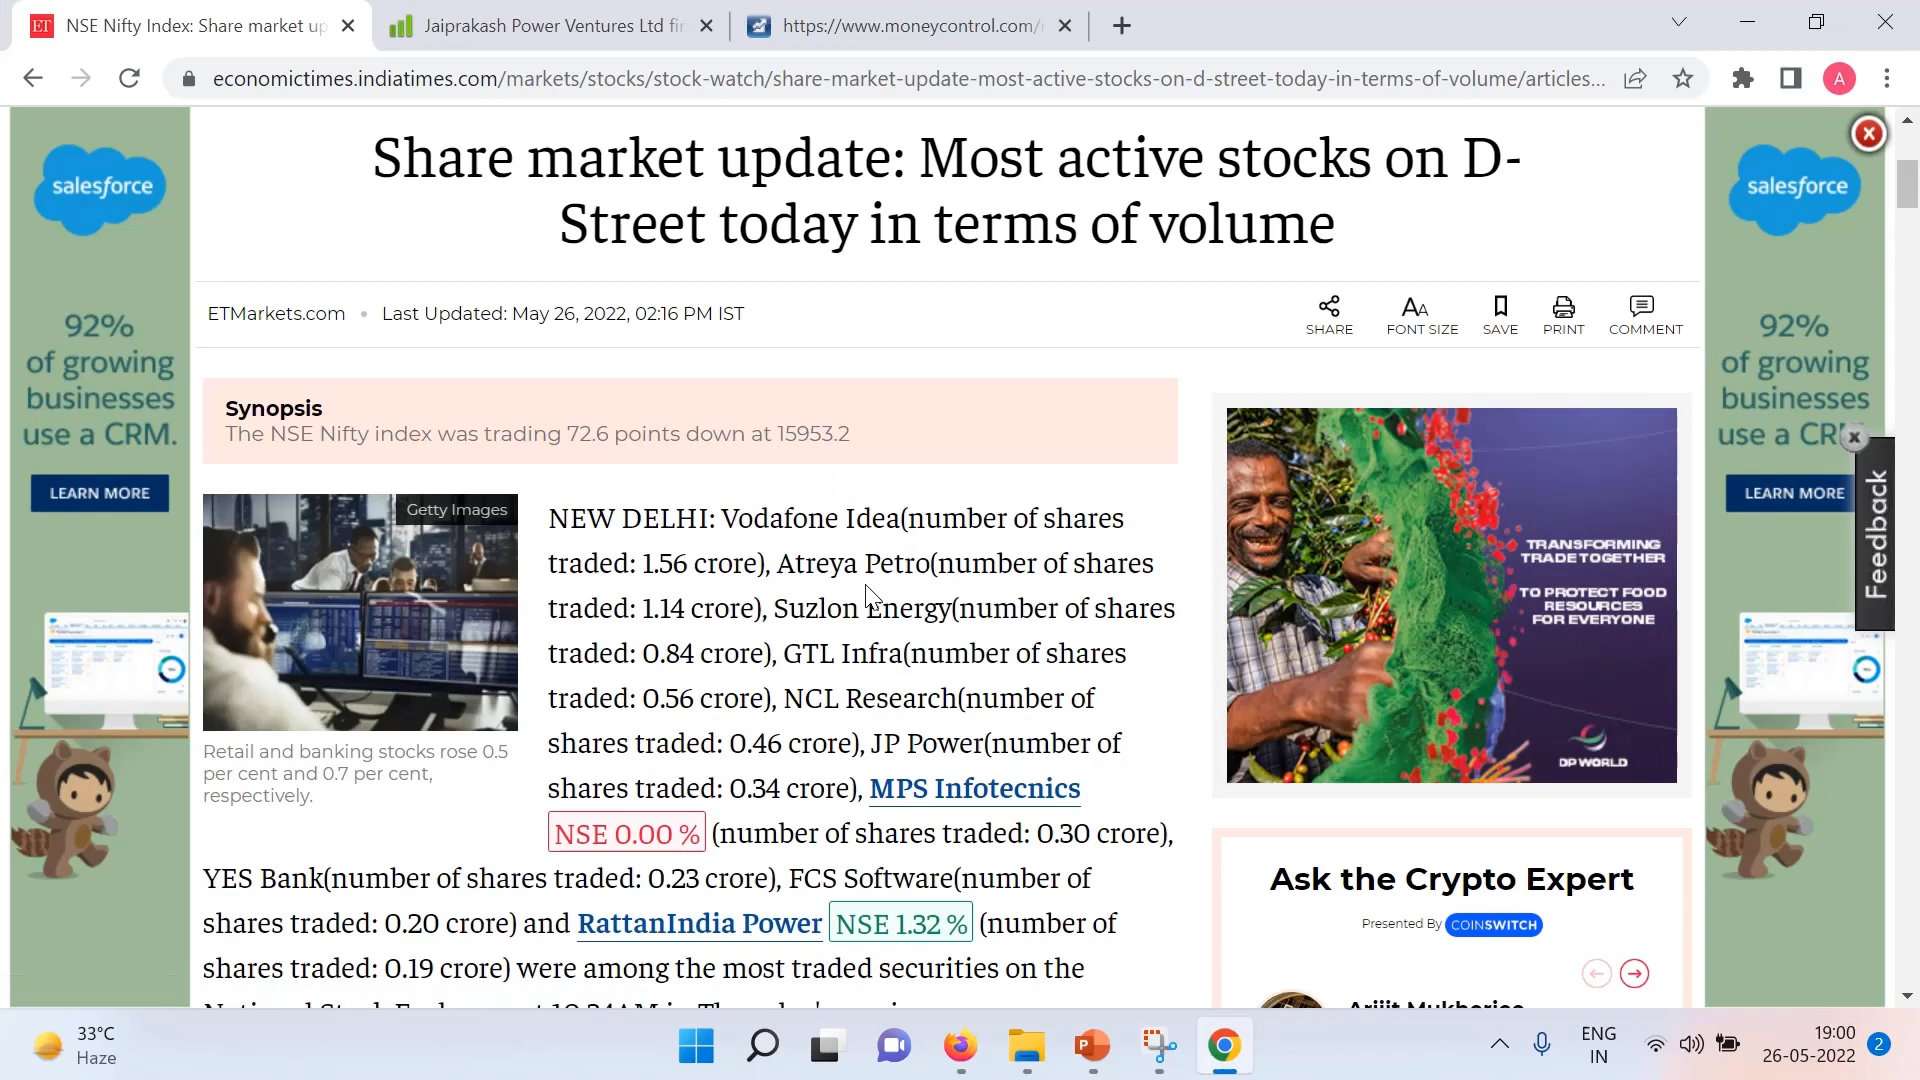 NSE Nifty Index: Share market up
Jaiprakash Power Ventures Ltd fir
https://www.moneycontrol.com/
economictimes.indiatimes.com/markets/stocks/stock-watch/share-market-update-most-active-stocks-on-d-street-today-in-terms-of-volume/articles...
A
Share market update: Most active stocks on D-
Street today in terms of volume
ETMarkets.com • Last Updated: May 26, 2022, 02:16 PM IST
SHARE
FONT SIZE
SAVE
PRINT
COMMENT
salesforce
92%
of growing
businesses
use a CRM.
LEARN MORE
Synopsis
The NSE Nifty index was trading 72.6 points down at 15953.2
Getty Images
Retail and banking stocks rose 0.5
per cent and 0.7 per cent,
respectively.
NEW DELHI: Vodafone Idea(number of shares
traded: 1.56 crore), Atreya Petro(number of shares
traded: 1.14 crore), Suzlon Energy(number of shares
traded: 0.84 crore), GTL Infra(number of shares
traded: 0.56 crore), NCL Research(number of
shares traded: 0.46 crore), JP Power(number of
shares traded: 0.34 crore), MPS Infotecnics
NSE 0.00 % (number of shares traded: 0.30 crore),
YES Bank(number of shares traded: 0.23 crore), FCS Software(number of
shares traded: 0.20 crore) and RattanIndia Power NSE 1.32 % (number of
shares traded: 0.19 crore) were among the most traded securities on the
TRANSFORMING
TRADE TOGETHER
TO PROTECT FOOD
RESOURCES
FOR EVERYONE
DP WORLD
Ask the Crypto Expert
Presented By COINSWITCH
salesforce
92%
of growing
businesses
use a CR
LEARN MORE
Feedback
33°C
Haze
ENG
IN
19:00
26-05-2022
2